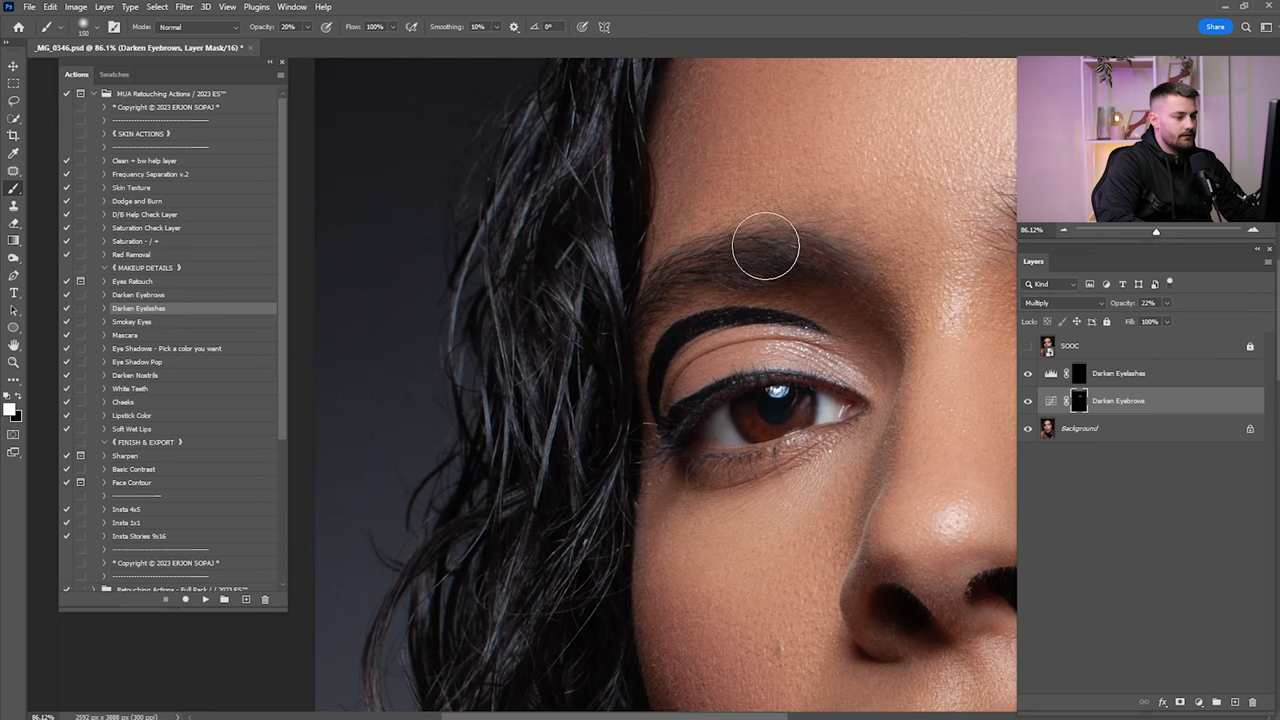 Ps File Edit Image Layer Type Select Filter 3D View Plugins Window Help
150 Mode: Normal Opacity: 20% Flow: 100% Smoothing: 10% 0° Share
_MG_0346.psd @ 86.1% (Darken Eyebrows, Layer Mask/16) * ×
Actions Swatches
MUA Retouching Actions / 2023 ES™
* Copyright © 2023 ERJON SOPAJ *
-----------------------------------
《 SKIN ACTIONS 》
-----------------------------------
Clean + bw help layer
Frequency Separation v.2
Skin Texture
Dodge and Burn
D/B Help Check Layer
Saturation Check Layer
Saturation - / +
Red Removal
《 MAKEUP DETAILS 》
Eyes Retouch
Darken Eyebrows
Darken Eyelashes
Smokey Eyes
Mascara
Eye Shadows - Pick a color you want
Eye Shadow Pop
Darken Nostrils
White Teeth
Cheeks
Lipstick Color
Soft Wet Lips
《 FINISH & EXPORT 》
Sharpen
Basic Contrast
Face Contour
-----------------
Insta 4x5
Insta 1x1
Insta Stories 9x16
-----------------------------------
* Copyright © 2023 ERJON SOPAJ *
-----------------------------------
Retouching Actions - Full Pack / / 2023 ES™
86.12%
Layers
Kind
Multiply Opacity: 22%
Lock: Fill: 100%
SOOC
Darken Eyelashes
Darken Eyebrows
Background
fx
86.12% 2592 px x 3888 px (300 ppi)